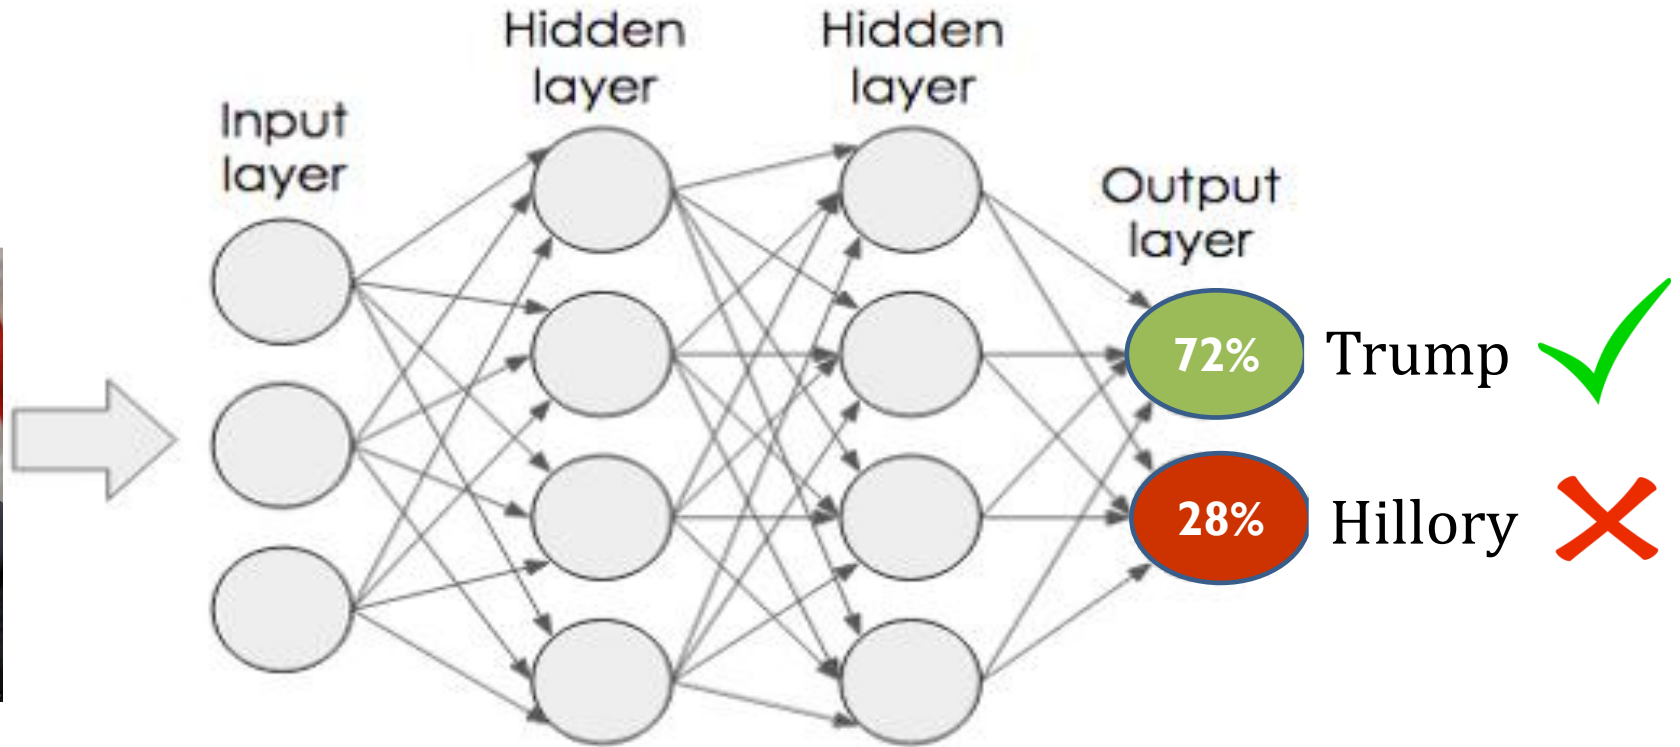 Input
layer
Hidden
layer
Hidden
layer
Output
layer
72% Trump
28% Hillory